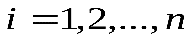 i = 1,2,...,n